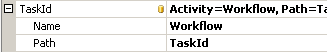 TaskId Activity=Workflow, Path=Ta
Name Workflow
Path TaskId